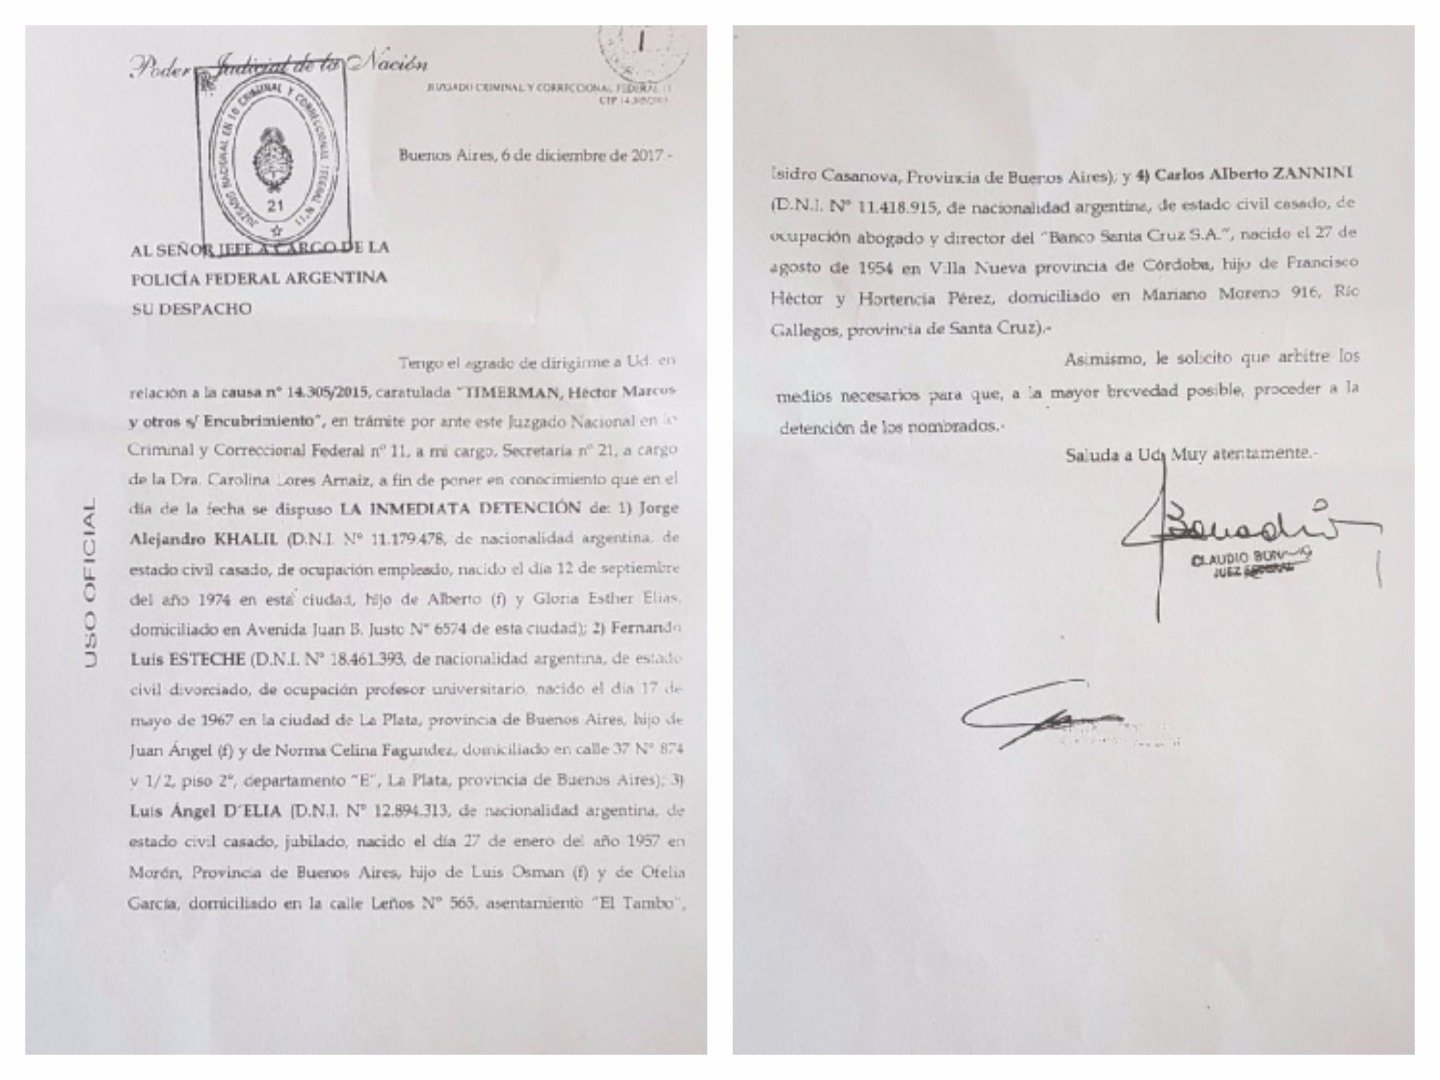 Poder Judicial de la Nación
JUZGADO CRIMINAL Y CORRECCIONAL FEDERAL 11
CFP 14.305/2015
1
JUZGADO NACIONAL EN LO CRIMINAL Y CORRECCIONAL FEDERAL N° 11
21
Buenos Aires, 6 de diciembre de 2017.-
AL SEÑOR JEFE A CARGO DE LA
POLICÍA FEDERAL ARGENTINA
SU DESPACHO
Tengo el agrado de dirigirme a Ud. en
relación a la causa n° 14.305/2015, caratulada "TIMERMAN, Héctor Marcos
y otros s/ Encubrimiento", en trámite por ante este Juzgado Nacional en lo
Criminal y Correccional Federal n° 11, a mi cargo, Secretaría n° 21, a cargo
de la Dra. Carolina Lores Arnaiz, a fin de poner en conocimiento que en el
día de la fecha se dispuso LA INMEDIATA DETENCIÓN de: 1) Jorge
Alejandro KHALIL (D.N.I. N° 11.179.478, de nacionalidad argentina, de
estado civil casado, de ocupación empleado, nacido el día 12 de septiembre
del año 1974 en esta ciudad, hijo de Alberto (f) y Gloria Esther Elías,
domiciliado en Avenida Juan B. Justo N° 6574 de esta ciudad); 2) Fernando
Luis ESTECHE (D.N.I. N° 18.461.393, de nacionalidad argentina, de estado
civil divorciado, de ocupación profesor universitario, nacido el día 17 de
mayo de 1967 en la ciudad de La Plata, provincia de Buenos Aires, hijo de
Juan Ángel (f) y de Norma Celina Fagundez, domiciliado en calle 37 N° 874
y 1/2, piso 2°, departamento "E", La Plata, provincia de Buenos Aires); 3)
Luis Ángel D´ELIA (D.N.I. N° 12.894.313, de nacionalidad argentina, de
estado civil casado, jubilado, nacido el día 27 de enero del año 1957 en
Morón, Provincia de Buenos Aires, hijo de Luis Osman (f) y de Ofelia
García, domiciliado en la calle Leños N° 565, asentamiento "El Tambo",
USO OFICIAL
Isidro Casanova, Provincia de Buenos Aires); y 4) Carlos Alberto ZANNINI
(D.N.I. N° 11.418.915, de nacionalidad argentina, de estado civil casado, de
ocupación abogado y director del "Banco Santa Cruz S.A.", nacido el 27 de
agosto de 1954 en Villa Nueva provincia de Córdoba, hijo de Francisco
Héctor y Hortencia Pérez, domiciliado en Mariano Moreno 916, Río
Gallegos, provincia de Santa Cruz).-
Asimismo, le solicito que arbitre los
medios necesarios para que, a la mayor brevedad posible, proceder a la
detención de los nombrados.-
Saluda a Ud. Muy atentamente.-
Bonadio
CLAUDIO BONADIO
JUEZ FEDERAL